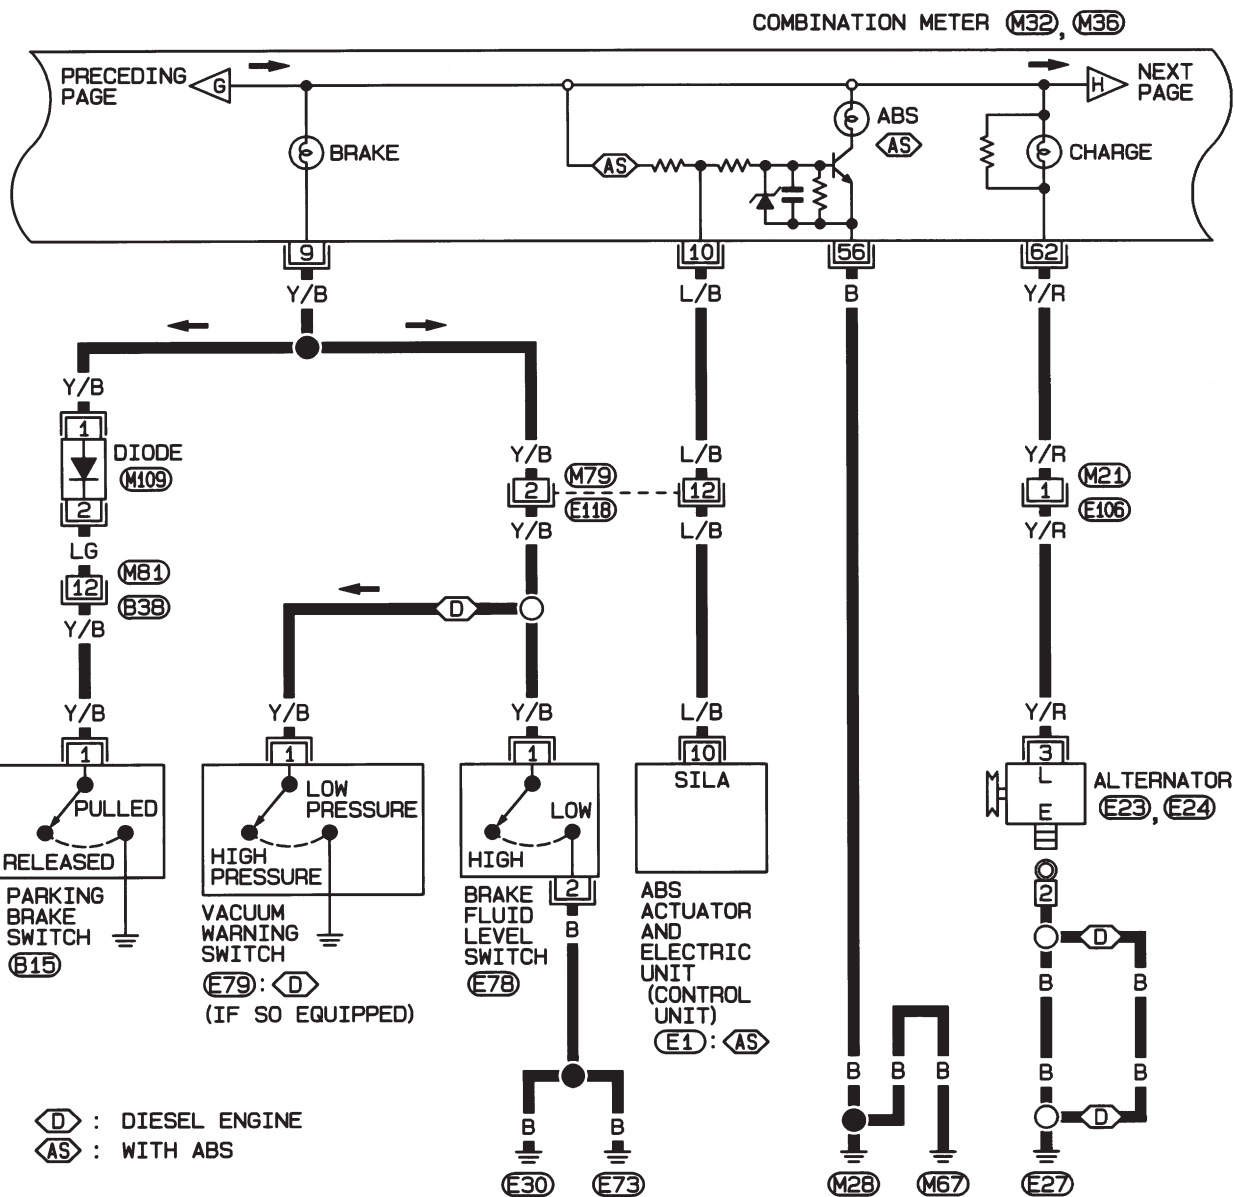 COMBINATION METER M32, M36
PRECEDING
PAGE
G
H
NEXT
PAGE
BRAKE
AS
ABS
AS
CHARGE
9
10
56
62
Y/B
L/B
B
Y/R
Y/B
1
DIODE
M109
2
LG
12
M81
B38
Y/B
Y/B
L/B
Y/R
2
M79
E118
12
1
M21
E106
Y/B
L/B
Y/R
D
Y/B
Y/B
Y/B
L/B
Y/R
1
1
1
10
3
PULLED
RELEASED
LOW
PRESSURE
HIGH
PRESSURE
LOW
HIGH
2
SILA
L
E
ALTERNATOR
E23, E24
2
PARKING
BRAKE
SWITCH
B15
VACUUM
WARNING
SWITCH
E79: D
(IF SO EQUIPPED)
BRAKE
FLUID
LEVEL
SWITCH
E78
B
ABS
ACTUATOR
AND
ELECTRIC
UNIT
(CONTROL
UNIT)
E1: AS
D
B
B
B
B
B
B
B
D
B
B
E30
E73
M28
M67
E27
D : DIESEL ENGINE
AS : WITH ABS